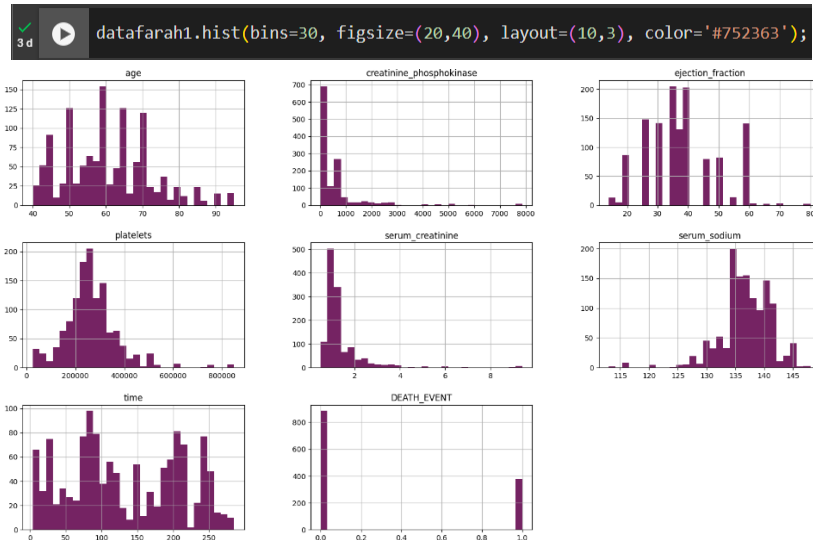 datafarah1.hist(bins=30, figsize=(20,40), layout=(10,3), color='#752363');
3 d
age
creatinine_phosphokinase
ejection_fraction
150
125
100
75
50
25
0
40 50 60 70 80 90
700
600
500
400
300
200
100
0
0 1000 2000 3000 4000 5000 6000 7000 8000
200
150
100
50
0
20 30 40 50 60 70 80
platelets
serum_creatinine
serum_sodium
200
150
100
50
0
0 200000 400000 600000 800000
500
400
300
200
100
0
2 4 6 8
200
150
100
50
0
115 120 125 130 135 140 145
time
DEATH_EVENT
100
80
60
40
20
0
0 50 100 150 200 250
800
600
400
200
0
0.0 0.2 0.4 0.6 0.8 1.0